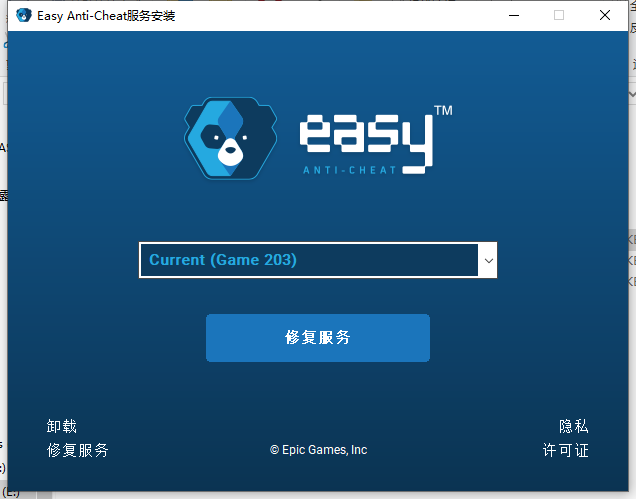 Easy Anti-Cheat服务安装
easy™
ANTI-CHEAT
Current (Game 203)
修复服务
卸载
隐私
修复服务
© Epic Games, Inc
许可证
(E:)